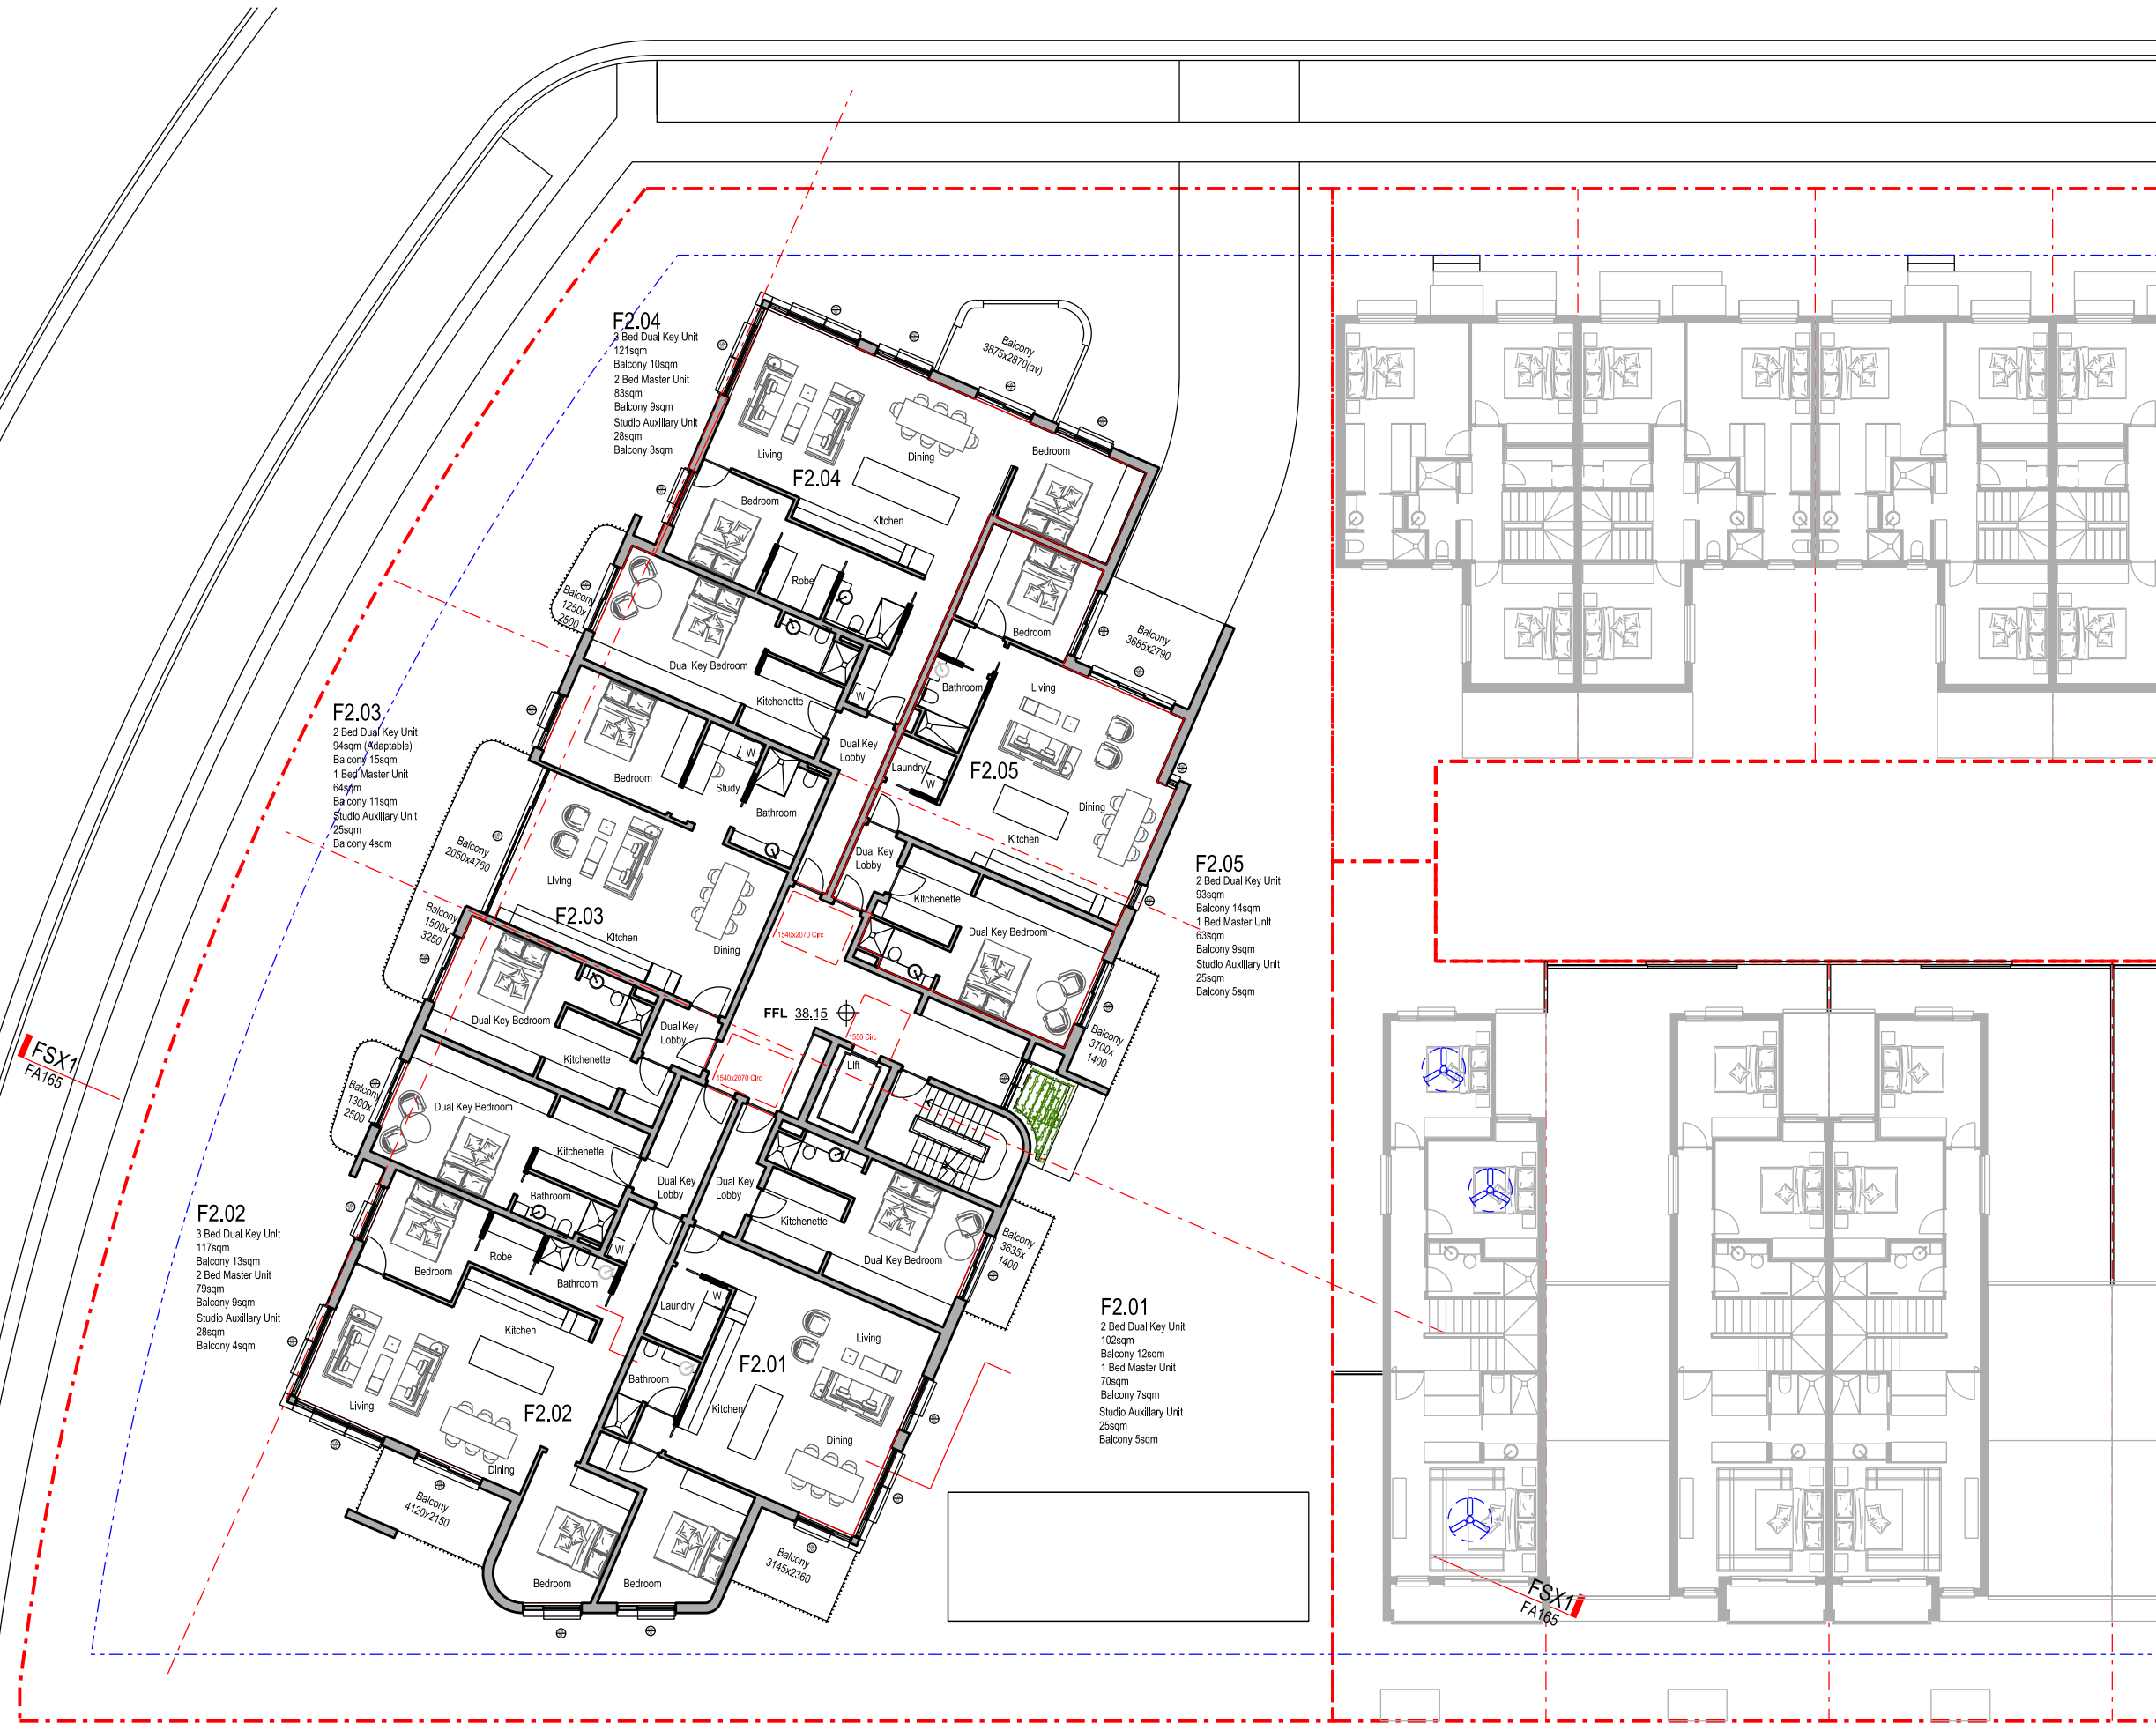 F2.04
3 Bed Dual Key Unit
121sqm
Balcony 10sqm
2 Bed Master Unit
83sqm
Balcony 9sqm
Studio Auxillary Unit
28sqm
Balcony 3sqm
Balcony
3875x2870(av)
Living
F2.04
Dining
Bedroom
Bedroom
Kitchen
Robe
Balcony
1250x
2500
Dual Key Bedroom
Kitchenette
W
Bedroom
Balcony
3685x2790
Bathroom
Living
Dual Key
Lobby
Laundry
W
F2.05
Dining
Kitchen
F2.03
2 Bed Dual Key Unit
94sqm (Adaptable)
Balcony 15sqm
1 Bed Master Unit
64sqm
Balcony 11sqm
Studio Auxillary Unit
25sqm
Balcony 4sqm
Bedroom
W
Study
Bathroom
Balcony
2050x4760
Living
F2.03
Kitchen
Dining
Balcony
1500x
3250
Dual Key
Lobby
Kitchenette
Dual Key Bedroom
F2.05
2 Bed Dual Key Unit
93sqm
Balcony 14sqm
1 Bed Master Unit
63sqm
Balcony 9sqm
Studio Auxillary Unit
25sqm
Balcony 5sqm
1540x2070 Circ
FFL 38.15
1550 Circ
1540x2070 Circ
Lift
Balcony
3700x
1400
Dual Key Bedroom
Dual Key
Lobby
Kitchenette
FSX1
FA165
Balcony
1300x
2500
Dual Key Bedroom
Kitchenette
Bathroom
Dual Key
Lobby
Dual Key
Lobby
Kitchenette
Dual Key Bedroom
Balcony
3635x
1400
F2.02
3 Bed Dual Key Unit
117sqm
Balcony 13sqm
2 Bed Master Unit
79sqm
Balcony 9sqm
Studio Auxillary Unit
28sqm
Balcony 4sqm
W
Robe
Bedroom
Bathroom
Kitchen
Living
F2.02
Dining
Balcony
4120x2150
Laundry
W
Bathroom
F2.01
Living
Kitchen
Dining
Bedroom
Bedroom
Balcony
3145x2360
F2.01
2 Bed Dual Key Unit
102sqm
Balcony 12sqm
1 Bed Master Unit
70sqm
Balcony 7sqm
Studio Auxillary Unit
25sqm
Balcony 5sqm
FSX1
FA165